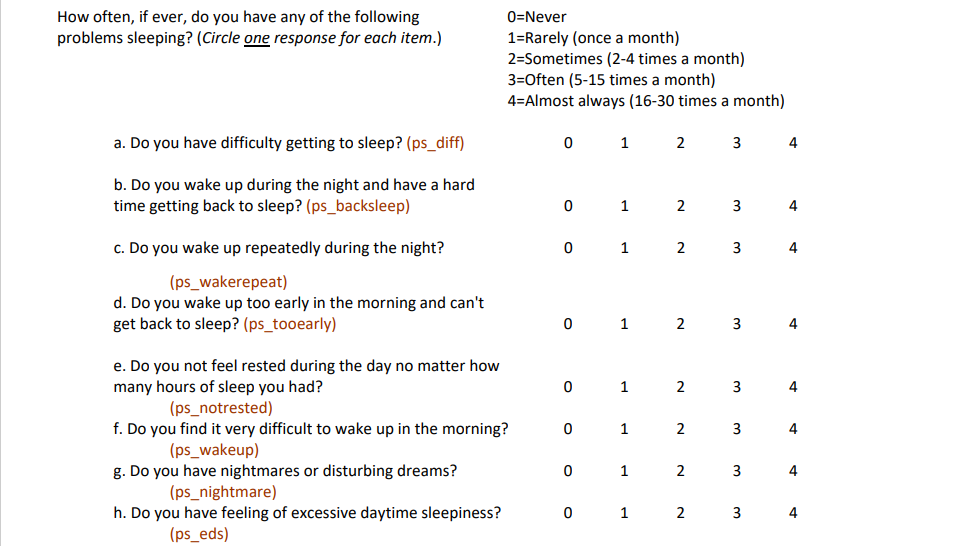 How often, if ever, do you have any of the following
problems sleeping? (Circle one response for each item.)
0=Never
1=Rarely (once a month)
2=Sometimes (2-4 times a month)
3=Often (5-15 times a month)
4=Almost always (16-30 times a month)
a. Do you have difficulty getting to sleep? (ps_diff) 0 1 2 3 4
b. Do you wake up during the night and have a hard
time getting back to sleep? (ps_backsleep) 0 1 2 3 4
c. Do you wake up repeatedly during the night? 0 1 2 3 4
(ps_wakerepeat)
d. Do you wake up too early in the morning and can't
get back to sleep? (ps_tooearly) 0 1 2 3 4
e. Do you not feel rested during the day no matter how
many hours of sleep you had? 0 1 2 3 4
(ps_notrested)
f. Do you find it very difficult to wake up in the morning? 0 1 2 3 4
(ps_wakeup)
g. Do you have nightmares or disturbing dreams? 0 1 2 3 4
(ps_nightmare)
h. Do you have feeling of excessive daytime sleepiness? 0 1 2 3 4
(ps_eds)